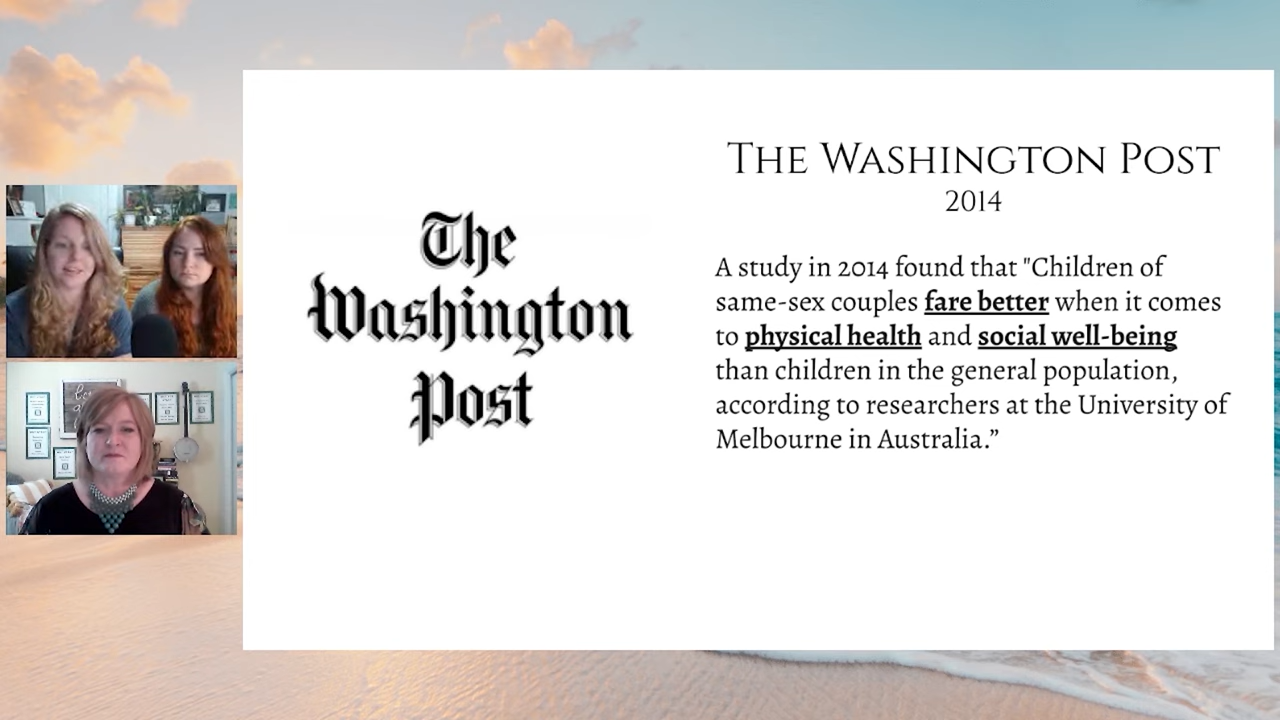 The
Washington
Post
THE WASHINGTON POST
2014
A study in 2014 found that "Children of
same-sex couples fare better when it comes
to physical health and social well-being
than children in the general population,
according to researchers at the University of
Melbourne in Australia.”